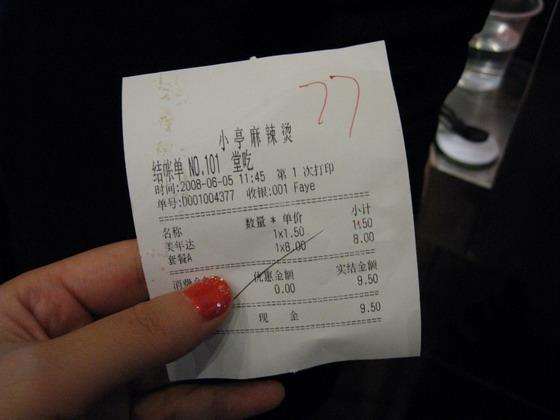 77
小亭麻辣烫
结帐单 NO.101 堂吃
时间:2008-06-05 11:45 第 1 次打印
单号:D001004377 收银:001 Faye
名称 数量 * 单价 小计
美年达 1x1.50 1.50
套餐A 1x8.00 8.00
消费 优惠金额 实结金额
0.00 9.50
现 金 9.50